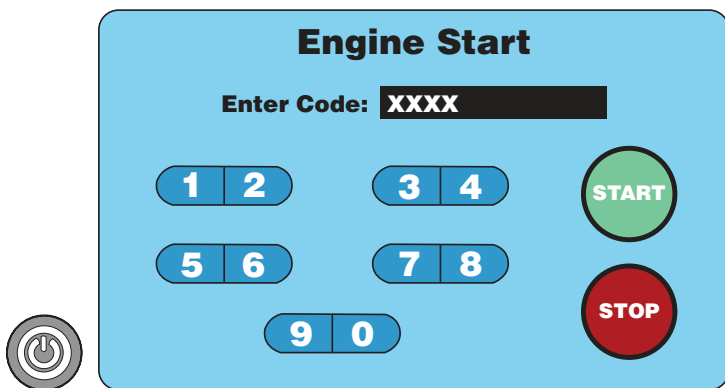 Engine Start
Enter Code: XXXX
1 2 3 4
START
5 6 7 8
STOP
9 0